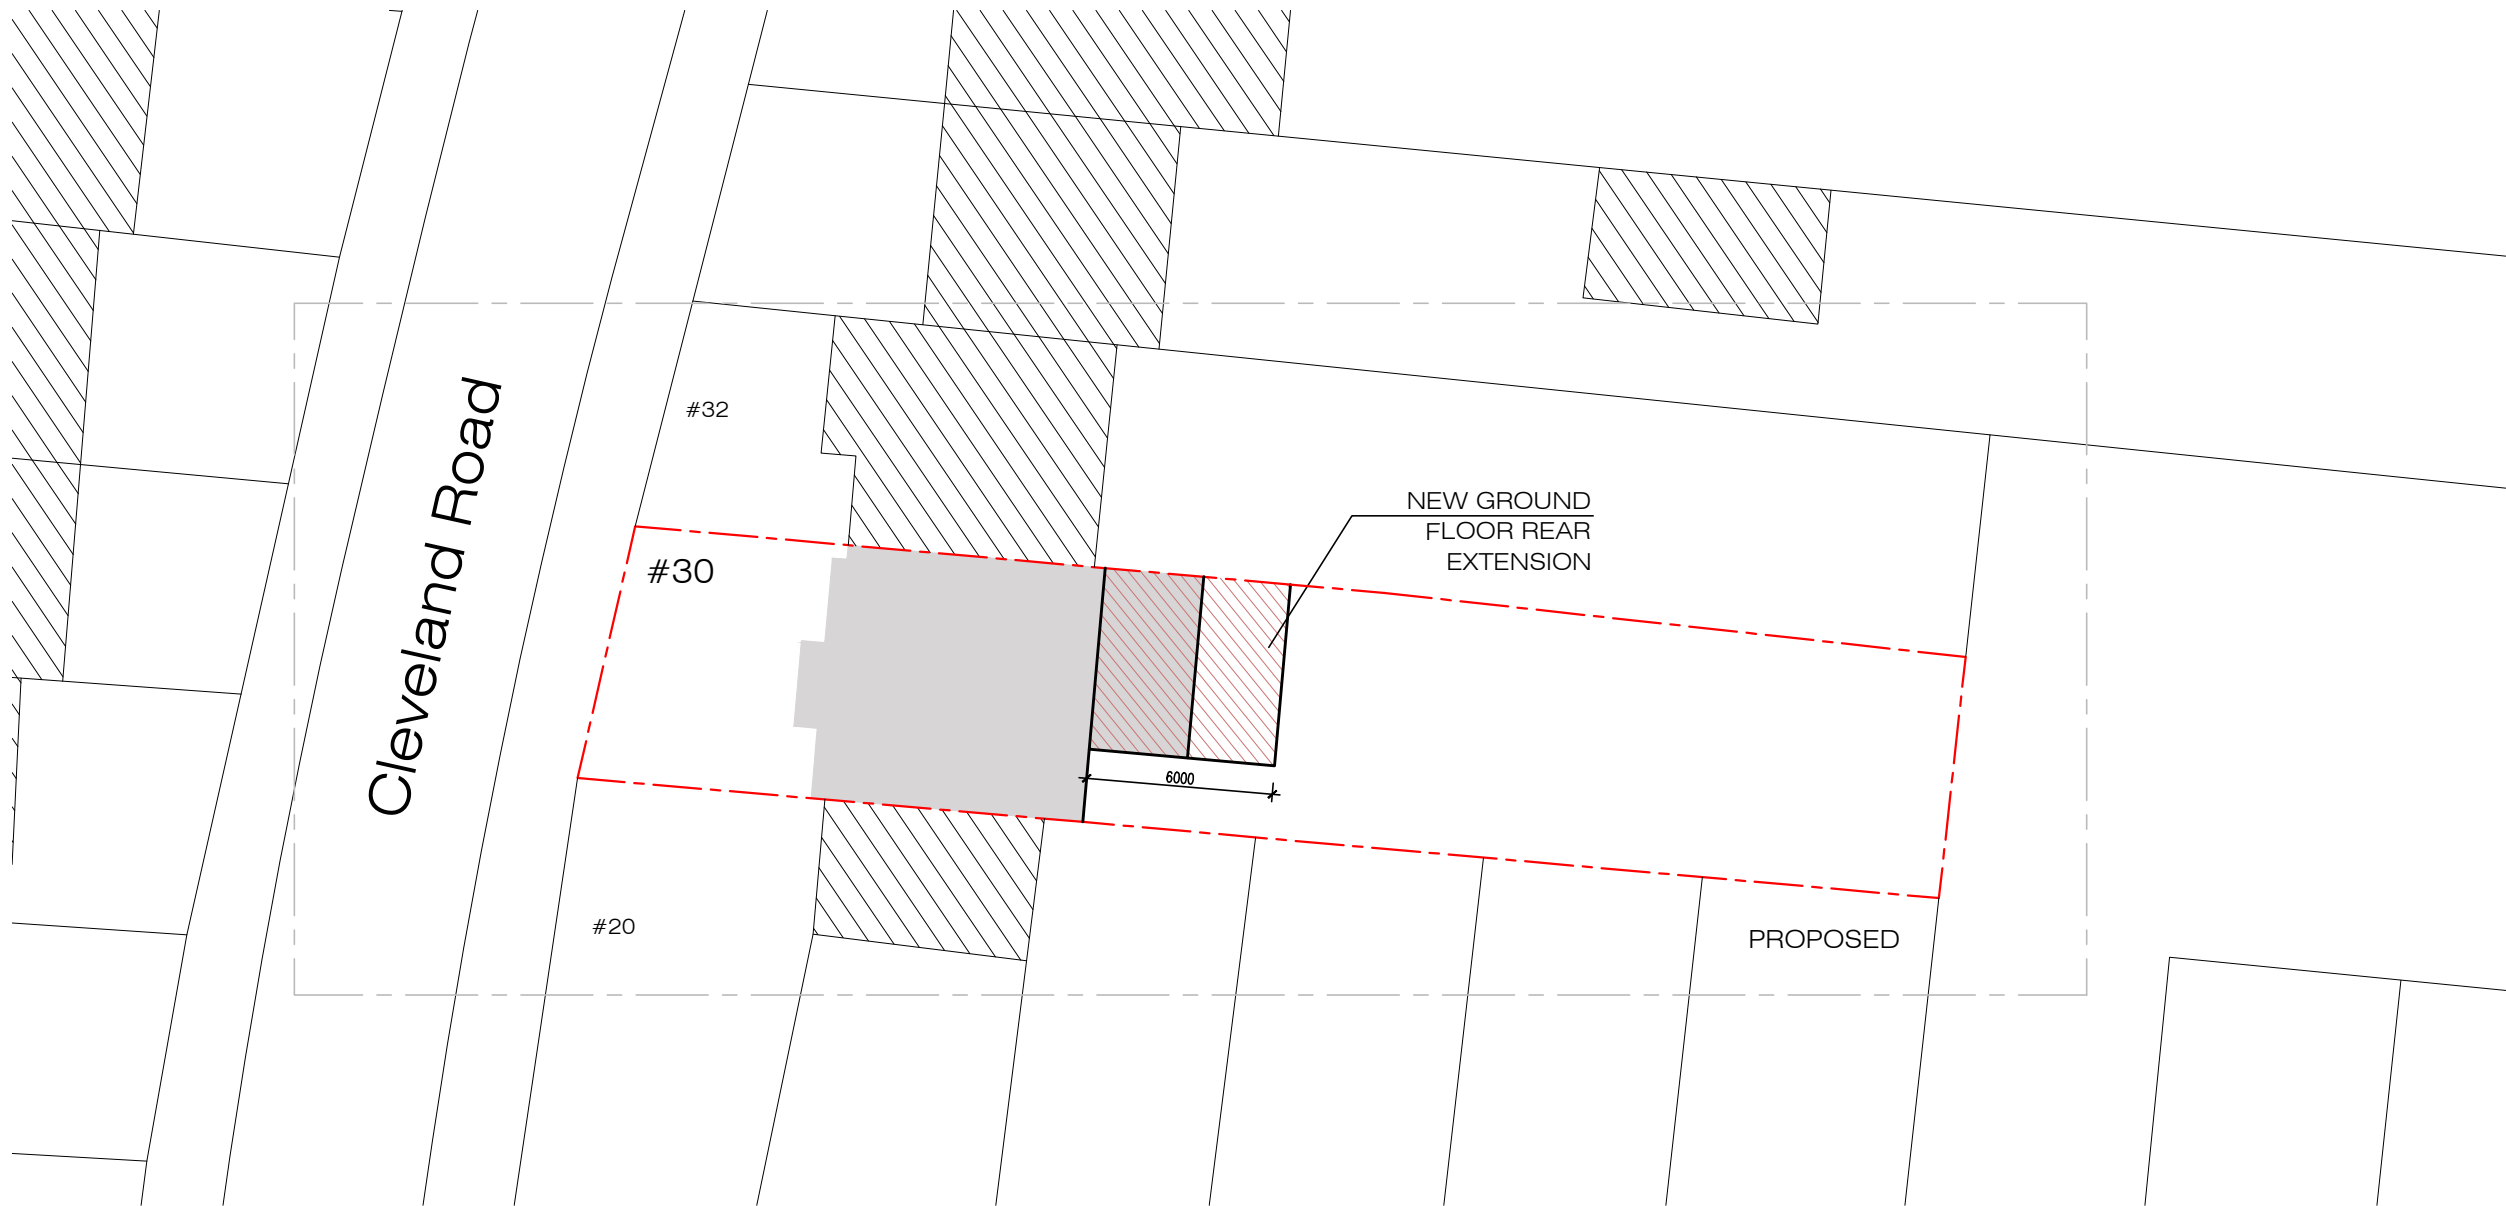 #32
NEW GROUND
FLOOR REAR
EXTENSION
#30
Cleveland Road
6000
#20
PROPOSED